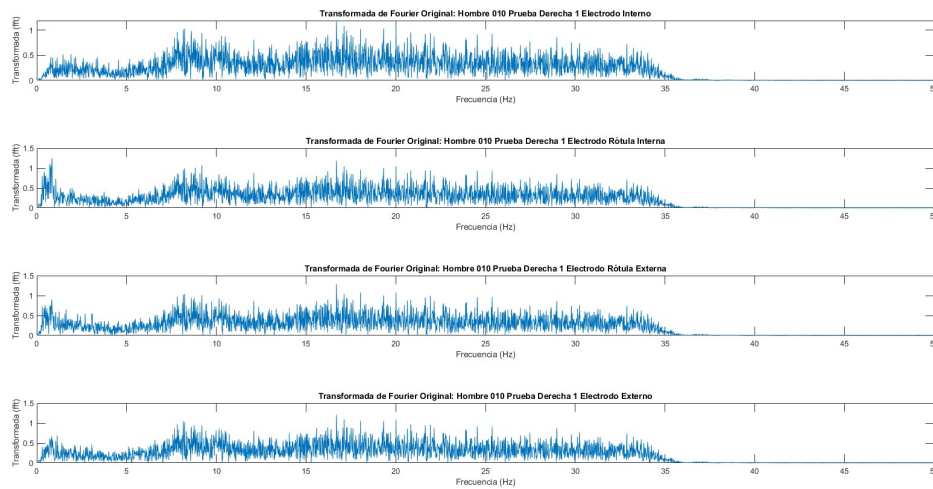 Transformada de Fourier Original: Hombre 010 Prueba Derecha 1 Electrodo Interno
Transformada (fft)
1
0.5
0
0 5 10 15 20 25 30 35 40 45 5
Frecuencia (Hz)
Transformada de Fourier Original: Hombre 010 Prueba Derecha 1 Electrodo Rótula Interna
Transformada (fft)
1.5
1
0.5
0
0 5 10 15 20 25 30 35 40 45 5
Frecuencia (Hz)
Transformada de Fourier Original: Hombre 010 Prueba Derecha 1 Electrodo Rótula Externa
Transformada (fft)
1.5
1
0.5
0
0 5 10 15 20 25 30 35 40 45 5
Frecuencia (Hz)
Transformada de Fourier Original: Hombre 010 Prueba Derecha 1 Electrodo Externo
Transformada (fft)
1.5
1
0.5
0
0 5 10 15 20 25 30 35 40 45 5
Frecuencia (Hz)